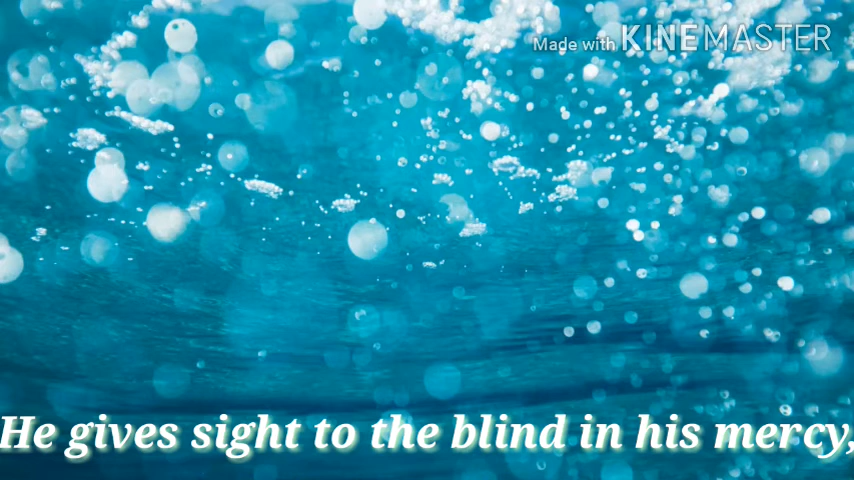 Made with KINEMASTER
He gives sight to the blind in his mercy,